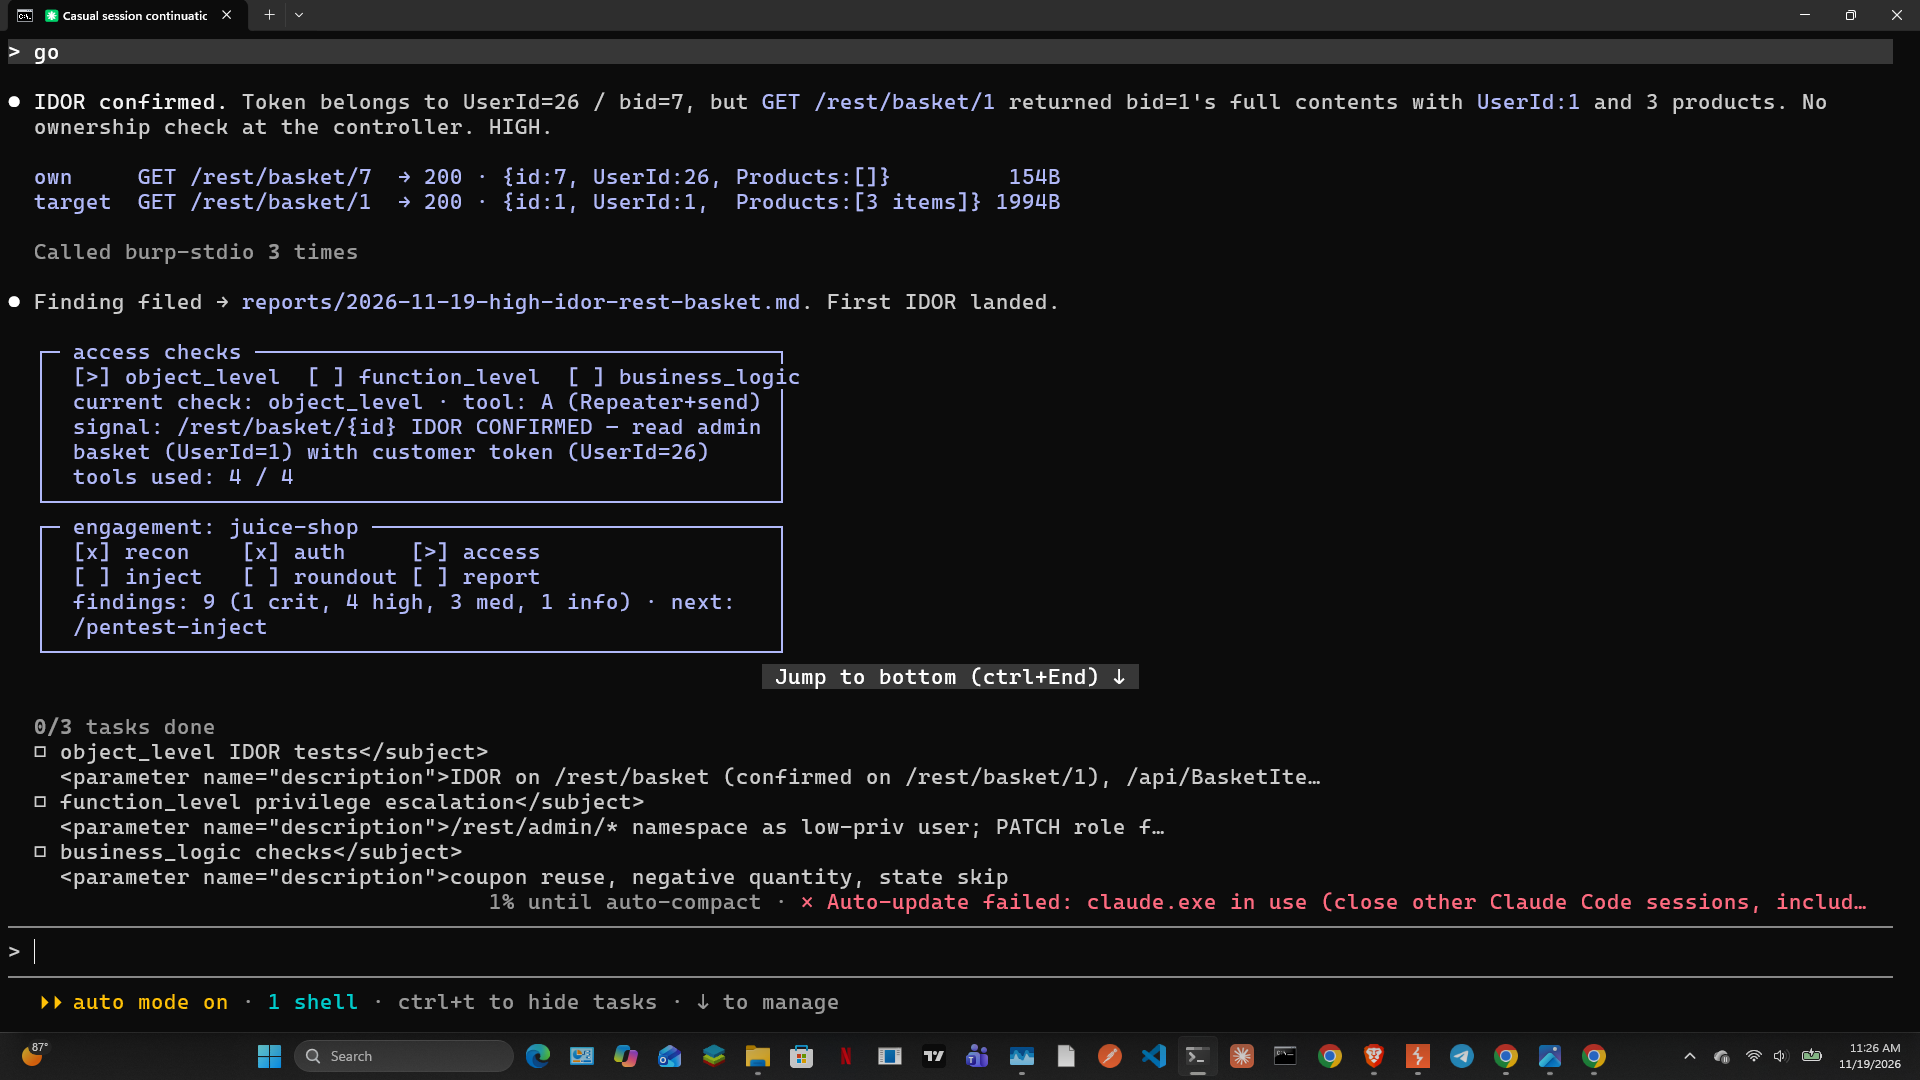 Casual session continuatic
> go
● IDOR confirmed. Token belongs to UserId=26 / bid=7, but GET /rest/basket/1 returned bid=1's full contents with UserId:1 and 3 products. No
ownership check at the controller. HIGH.
own     GET /rest/basket/7  → 200 · {id:7, UserId:26, Products:[]}         154B
target  GET /rest/basket/1  → 200 · {id:1, UserId:1,  Products:[3 items]} 1994B
Called burp-stdio 3 times
● Finding filed → reports/2026-11-19-high-idor-rest-basket.md. First IDOR landed.
access checks
[>] object_level  [ ] function_level  [ ] business_logic
current check: object_level · tool: A (Repeater+send)
signal: /rest/basket/{id} IDOR CONFIRMED — read admin
basket (UserId=1) with customer token (UserId=26)
tools used: 4 / 4
engagement: juice-shop
[x] recon    [x] auth     [>] access
[ ] inject   [ ] roundout [ ] report
findings: 9 (1 crit, 4 high, 3 med, 1 info) · next:
/pentest-inject
Jump to bottom (ctrl+End) ↓
0/3 tasks done
□ object_level IDOR tests</subject>
<parameter name="description">IDOR on /rest/basket (confirmed on /rest/basket/1), /api/BasketIte…
□ function_level privilege escalation</subject>
<parameter name="description">/rest/admin/* namespace as low-priv user; PATCH role f…
□ business_logic checks</subject>
<parameter name="description">coupon reuse, negative quantity, state skip
1% until auto-compact · × Auto-update failed: claude.exe in use (close other Claude Code sessions, includ…
>
⏵⏵ auto mode on · 1 shell · ctrl+t to hide tasks · ↓ to manage
87°
Search
11:26 AM
11/19/2026